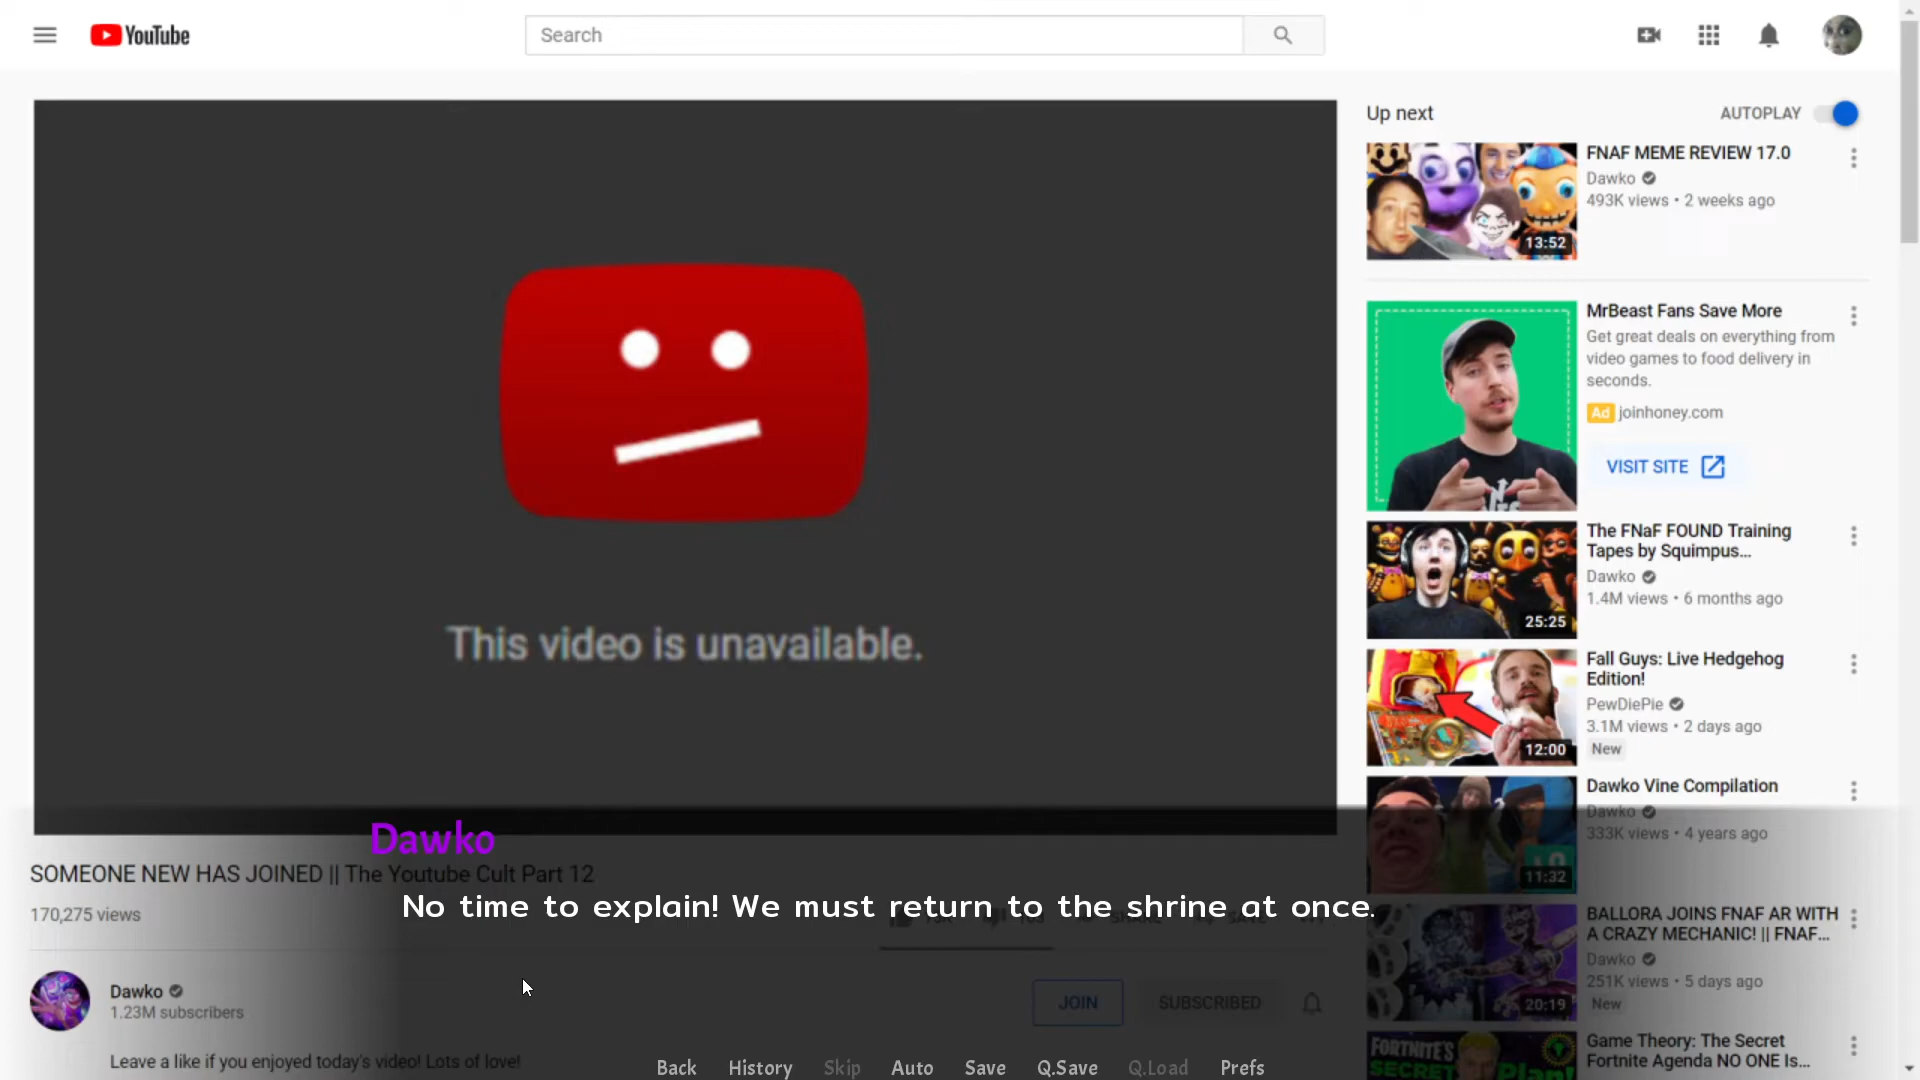 YouTube
Search
Up next
AUTOPLAY
FNAF MEME REVIEW 17.0
Dawko
493K views • 2 weeks ago
13:52
MrBeast Fans Save More
Get great deals on everything from
video games to food delivery in
seconds.
Ad joinhoney.com
VISIT SITE
The FNaF FOUND Training
Tapes by Squimpus...
Dawko
1.4M views • 6 months ago
25:25
Fall Guys: Live Hedgehog
Edition!
PewDiePie
3.1M views • 2 days ago
12:00
New
Dawko Vine Compilation
Dawko
333K views • 4 years ago
11:32
BALLORA JOINS FNAF AR WITH
A CRAZY MECHANIC! || FNAF...
Dawko
251K views • 5 days ago
20:19
New
Game Theory: The Secret
Fortnite Agenda NO ONE Is...
FORTNITE'S
SECRET Plan!
This video is unavailable.
Dawko
SOMEONE NEW HAS JOINED || The Youtube Cult Part 12
No time to explain! We must return to the shrine at once.
170,275 views
SHARE
SAVE
Dawko
1.23M subscribers
JOIN
SUBSCRIBED
Leave a like if you enjoyed today's video! Lots of love!
Back History Skip Auto Save Q.Save Q.Load Prefs